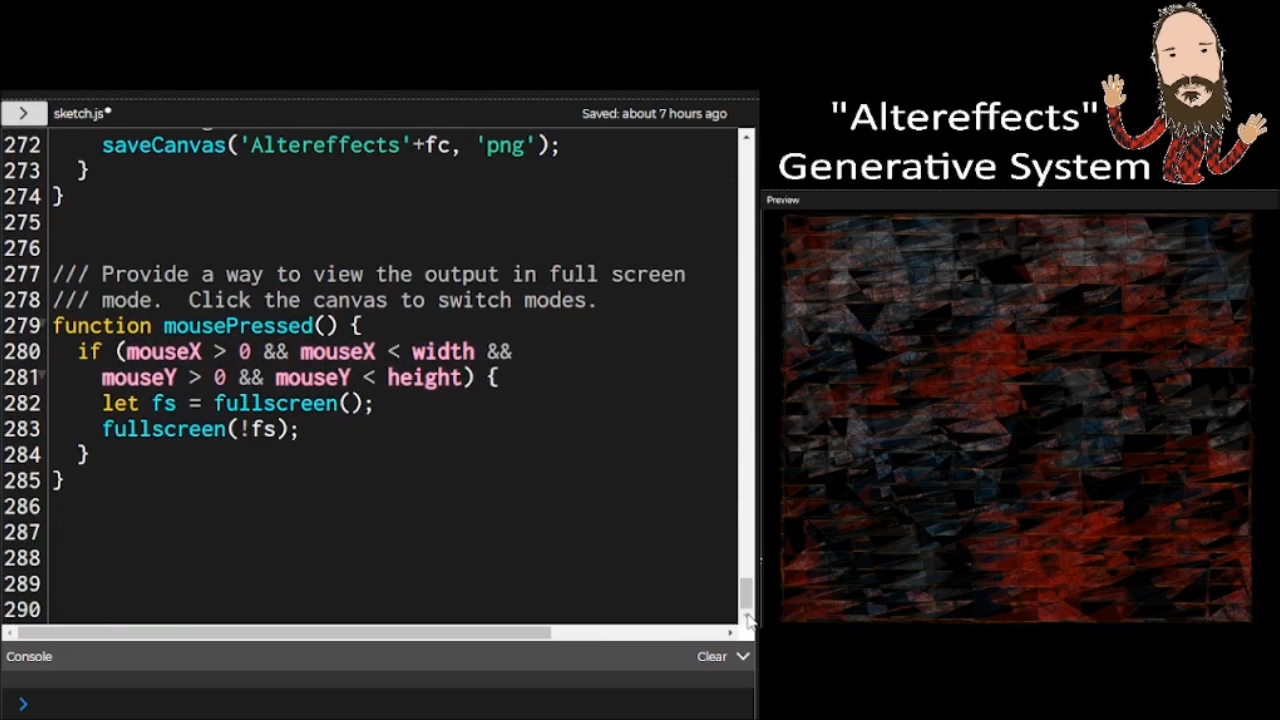 sketch.js•
Saved: about 7 hours ago
272 saveCanvas('Altereffects'+fc, 'png');
273 }
274 }
275
276
277 /// Provide a way to view the output in full screen
278 /// mode.  Click the canvas to switch modes.
279 function mousePressed() {
280 if (mouseX > 0 && mouseX < width &&
281 mouseY > 0 && mouseY < height) {
282 let fs = fullscreen();
283 fullscreen(!fs);
284 }
285 }
286
287
288
289
290
Console
Clear
"Altereffects"
Generative System
Preview